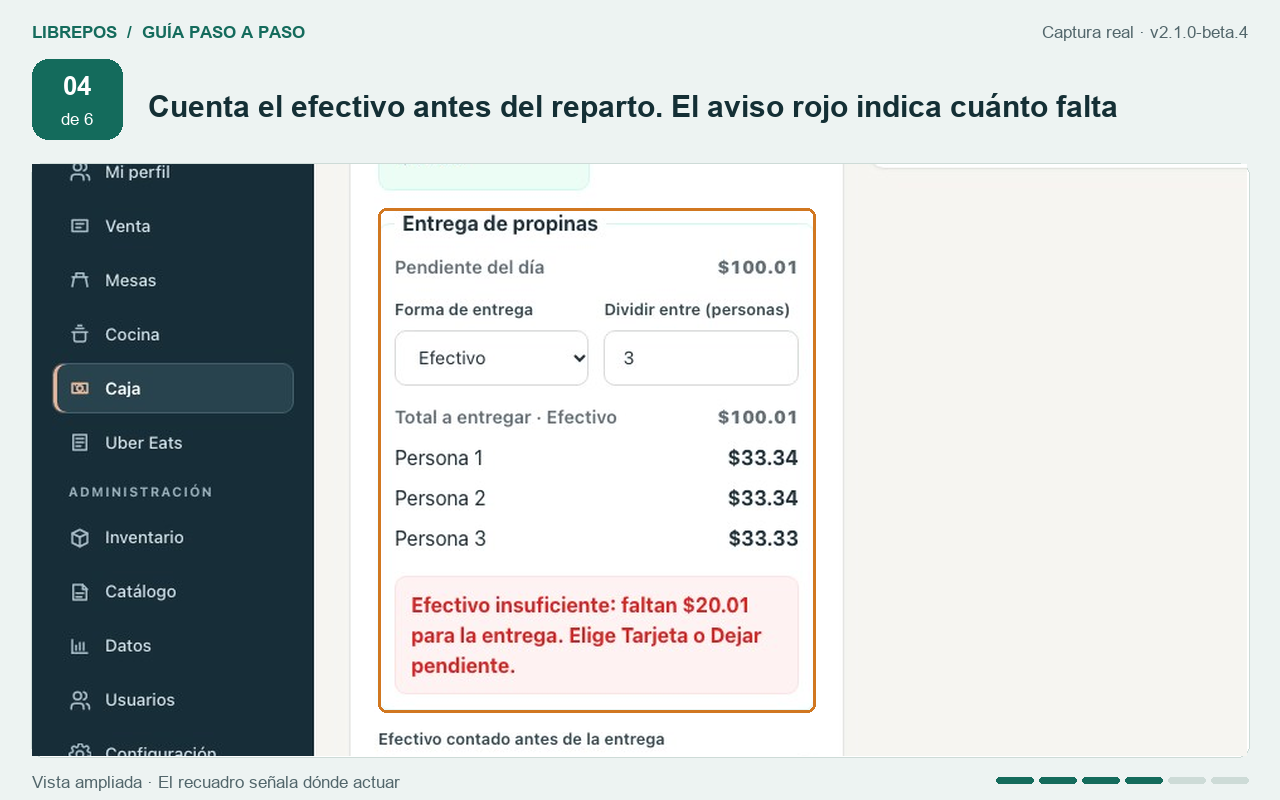 LIBREPOS / GUÍA PASO A PASO
Captura real · v2.1.0-beta.4
04
de 6
Cuenta el efectivo antes del reparto. El aviso rojo indica cuánto falta
Mi perfil
Venta
Mesas
Cocina
Caja
Uber Eats
ADMINISTRACIÓN
Inventario
Catálogo
Datos
Usuarios
Configuración
Entrega de propinas
Pendiente del día $100.01
Forma de entrega Dividir entre (personas)
Efectivo 3
Total a entregar · Efectivo $100.01
Persona 1 $33.34
Persona 2 $33.34
Persona 3 $33.33
Efectivo insuficiente: faltan $20.01
para la entrega. Elige Tarjeta o Dejar
pendiente.
Efectivo contado antes de la entrega
Vista ampliada · El recuadro señala dónde actuar